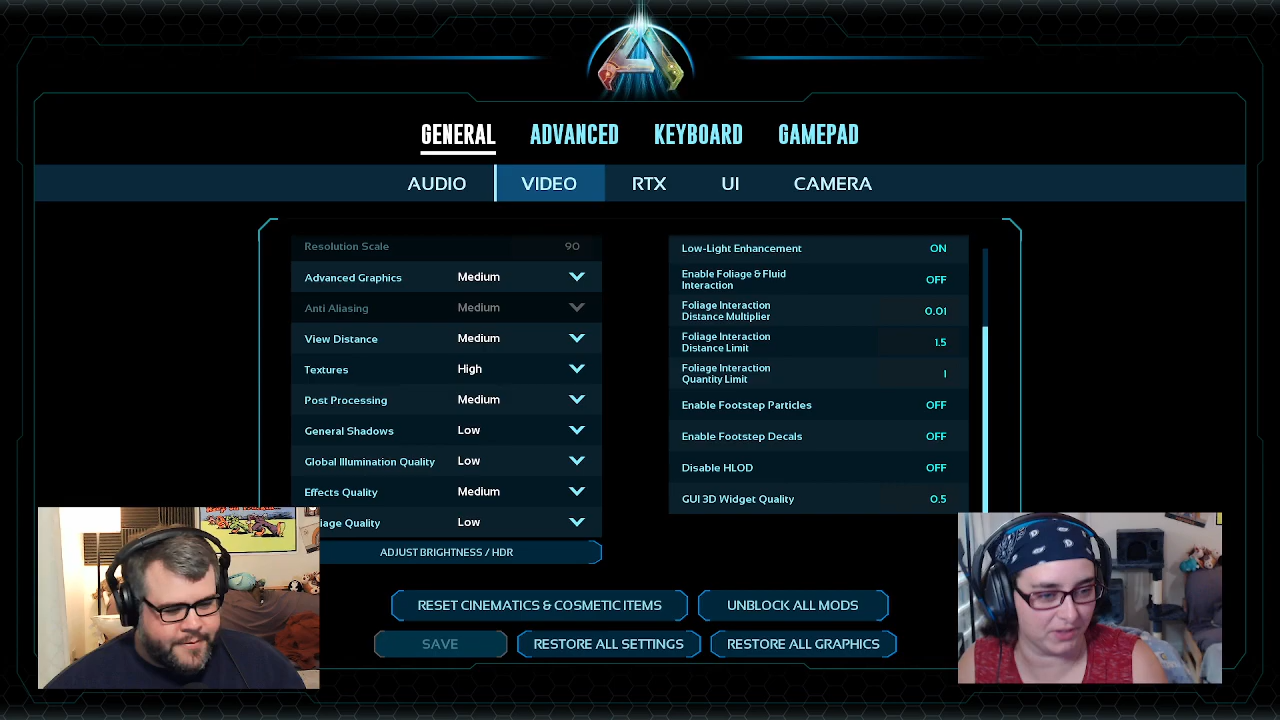 GENERAL ADVANCED KEYBOARD GAMEPAD
AUDIO VIDEO RTX UI CAMERA
Resolution Scale 90
Advanced Graphics Medium
Anti Aliasing Medium
View Distance Medium
Textures High
Post Processing Medium
General Shadows Low
Global Illumination Quality Low
Effects Quality Medium
iage Quality Low
ADJUST BRIGHTNESS / HDR
Low-Light Enhancement ON
Enable Foliage & Fluid
Interaction OFF
Foliage Interaction
Distance Multiplier 0.01
Foliage Interaction
Distance Limit 1.5
Foliage Interaction
Quantity Limit 1
Enable Footstep Particles OFF
Enable Footstep Decals OFF
Disable HLOD OFF
GUI 3D Widget Quality 0.5
RESET CINEMATICS & COSMETIC ITEMS UNBLOCK ALL MODS
SAVE RESTORE ALL SETTINGS RESTORE ALL GRAPHICS